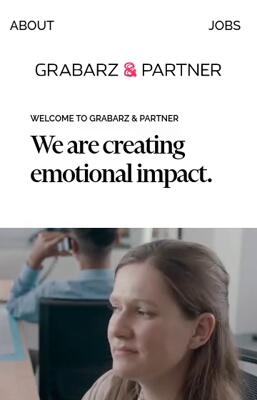 ABOUT JOBS
GRABARZ & PARTNER
WELCOME TO GRABARZ & PARTNER
We are creating
emotional impact.